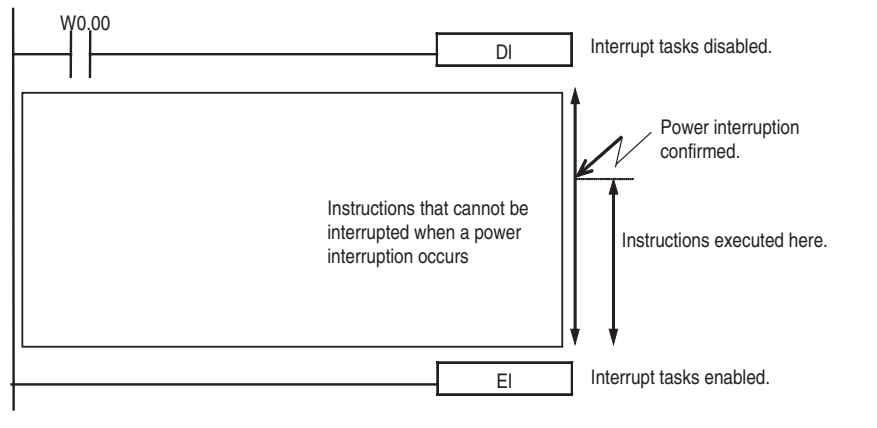 W0.00
DI
Interrupt tasks disabled.
Power interruption
confirmed.
Instructions that cannot be
interrupted when a power
interruption occurs
Instructions executed here.
EI
Interrupt tasks enabled.